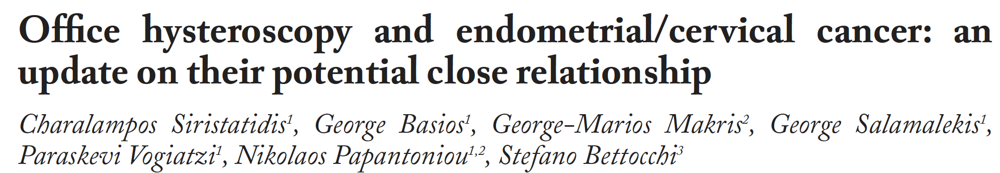 Office hysteroscopy and endometrial/cervical cancer: an
update on their potential close relationship
Charalampos Siristatidis1, George Basios1, George-Marios Makris2, George Salamalekis1,
Paraskevi Vogiatzi1, Nikolaos Papantoniou1,2, Stefano Bettocchi3